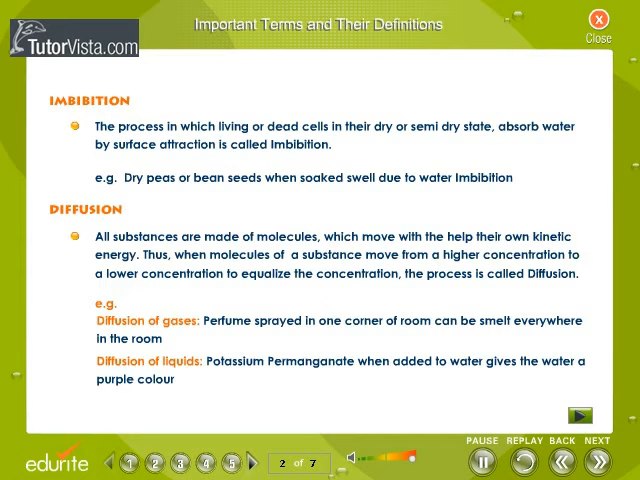 Important Terms and Their Definitions
x
Close
TutorVista.com
IMBIBITION
The process in which living or dead cells in their dry or semi dry state, absorb water
by surface attraction is called Imbibition.
e.g. Dry peas or bean seeds when soaked swell due to water Imbibition
DIFFUSION
All substances are made of molecules, which move with the help their own kinetic
energy. Thus, when molecules of a substance move from a higher concentration to
a lower concentration to equalize the concentration, the process is called Diffusion.
e.g.
Diffusion of gases: Perfume sprayed in one corner of room can be smelt everywhere
in the room
Diffusion of liquids: Potassium Permanganate when added to water gives the water a
purple colour
PAUSE REPLAY BACK NEXT
edurite 1 2 3 4 5 2 of 7